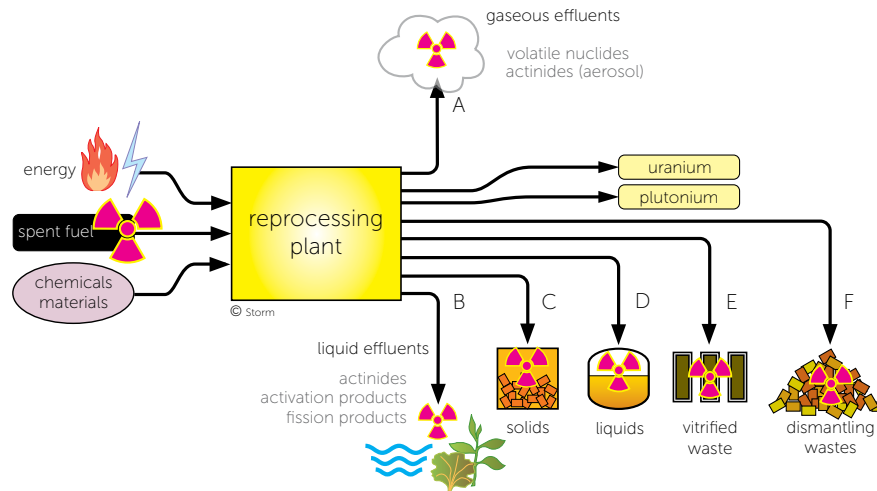 gaseous effluents
volatile nuclides
actinides (aerosol)
A
energy
uranium
plutonium
spent fuel
reprocessing
plant
chemicals
materials
© Storm
B
C
D
E
F
liquid effluents
actinides
activation products
fission products
solids
liquids
vitrified
waste
dismantling
wastes